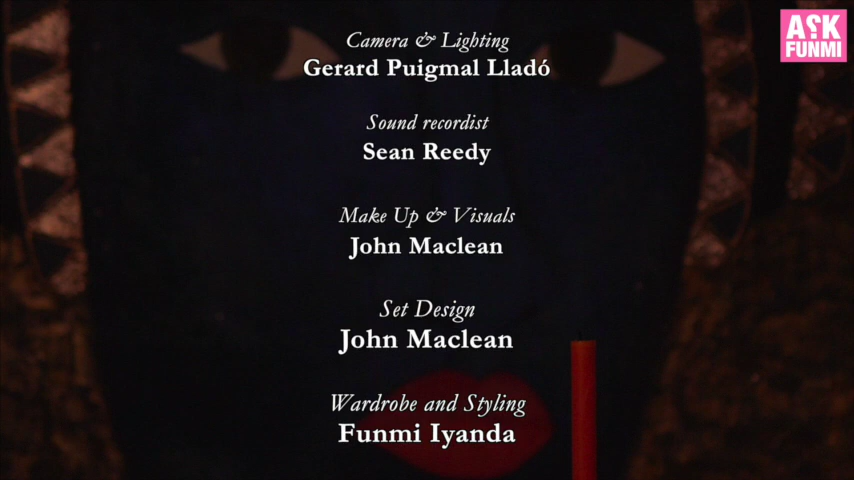 Camera & Lighting
Gerard Puigmal Lladó
Sound recordist
Sean Reedy
Make Up & Visuals
John Maclean
Set Design
John Maclean
Wardrobe and Styling
Funmi Iyanda
ASK
FUNMI